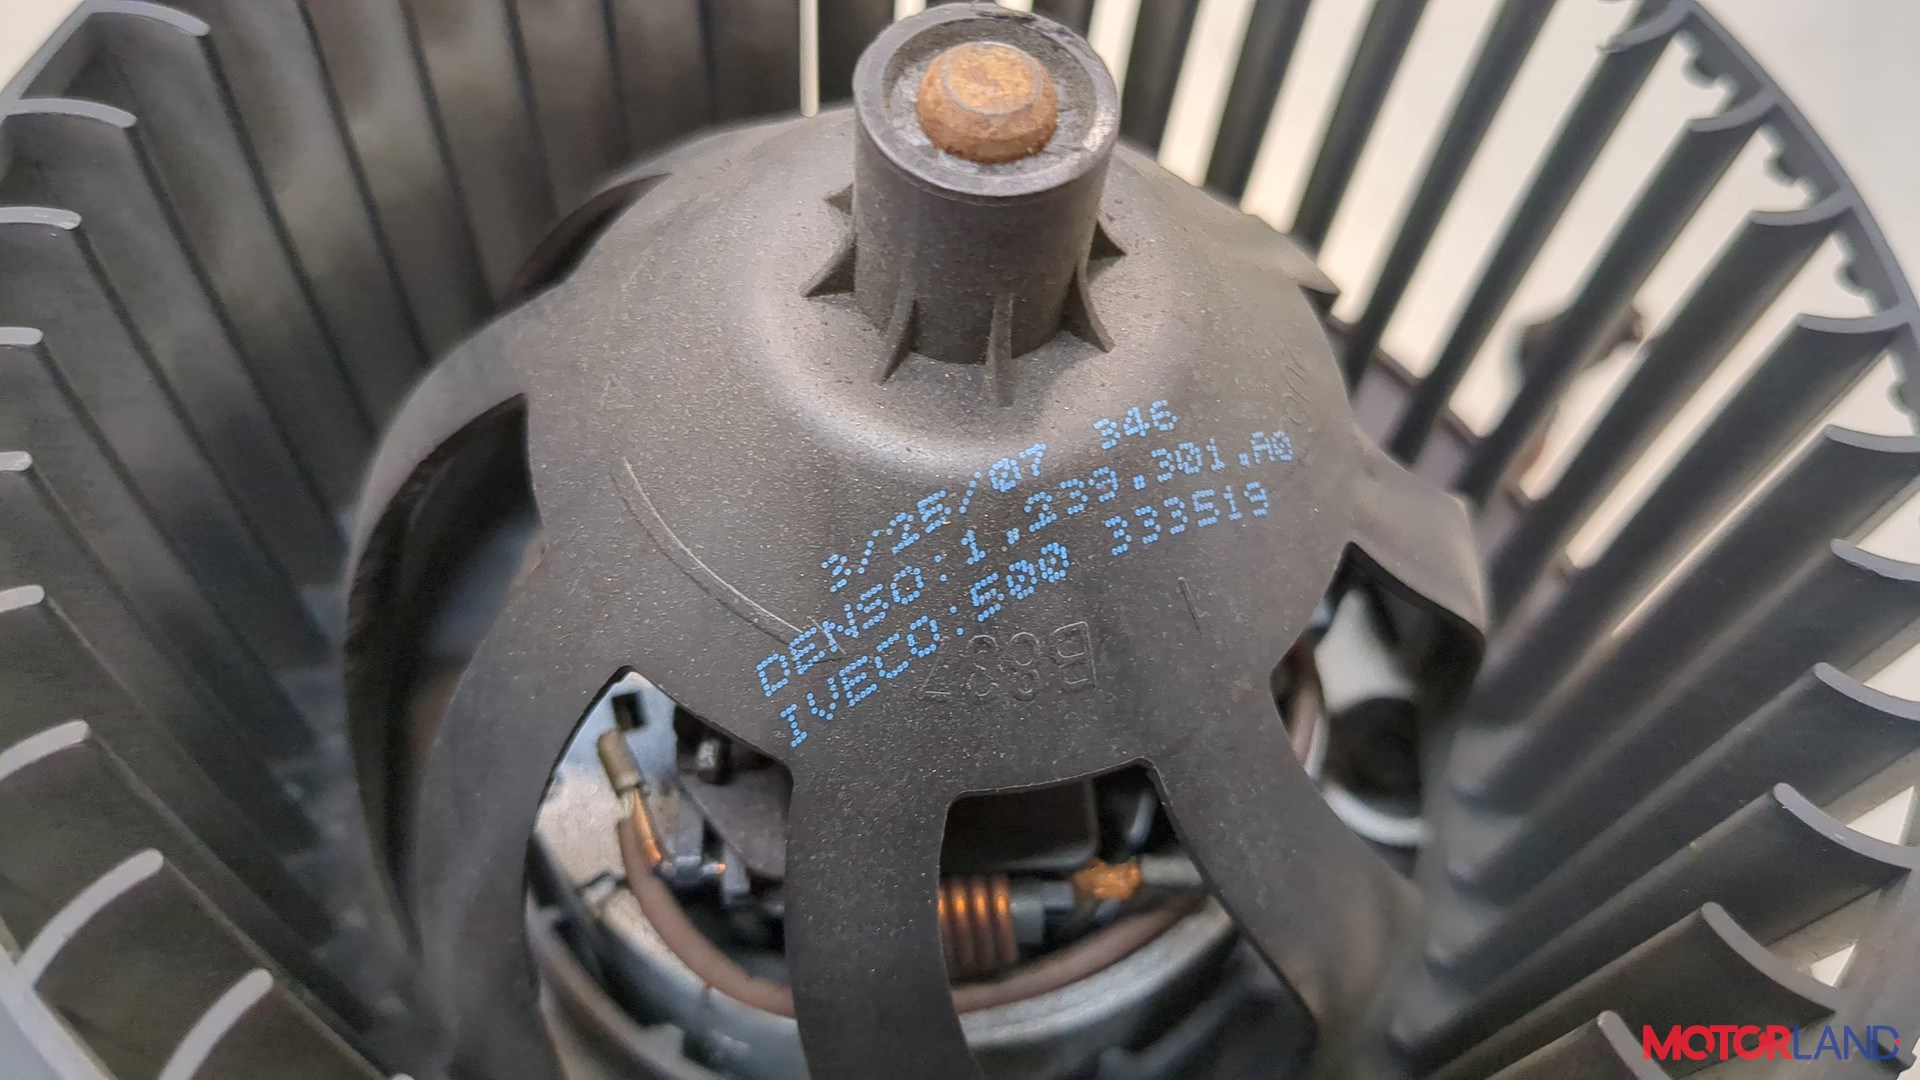 3/25/07 346
DENSO:1.239.301.A0
IVECO:500 333519
MOTORLAND